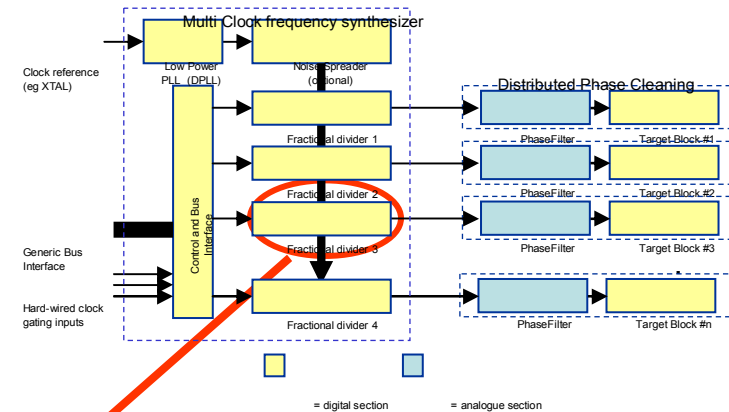 Multi Clock frequency synthesizer
Clock reference
(eg XTAL)
Low Power
PLL (DPLL)
Noise Spreader
(optional)
Distributed Phase Cleaning
Fractional divider 1
PhaseFilter
Target Block #1
Fractional divider 2
PhaseFilter
Target Block #2
Control and Bus
Interface
Fractional divider 3
PhaseFilter
Target Block #3
Generic Bus
Interface
Hard-wired clock
gating inputs
Fractional divider 4
PhaseFilter
Target Block #n
= digital section
= analogue section